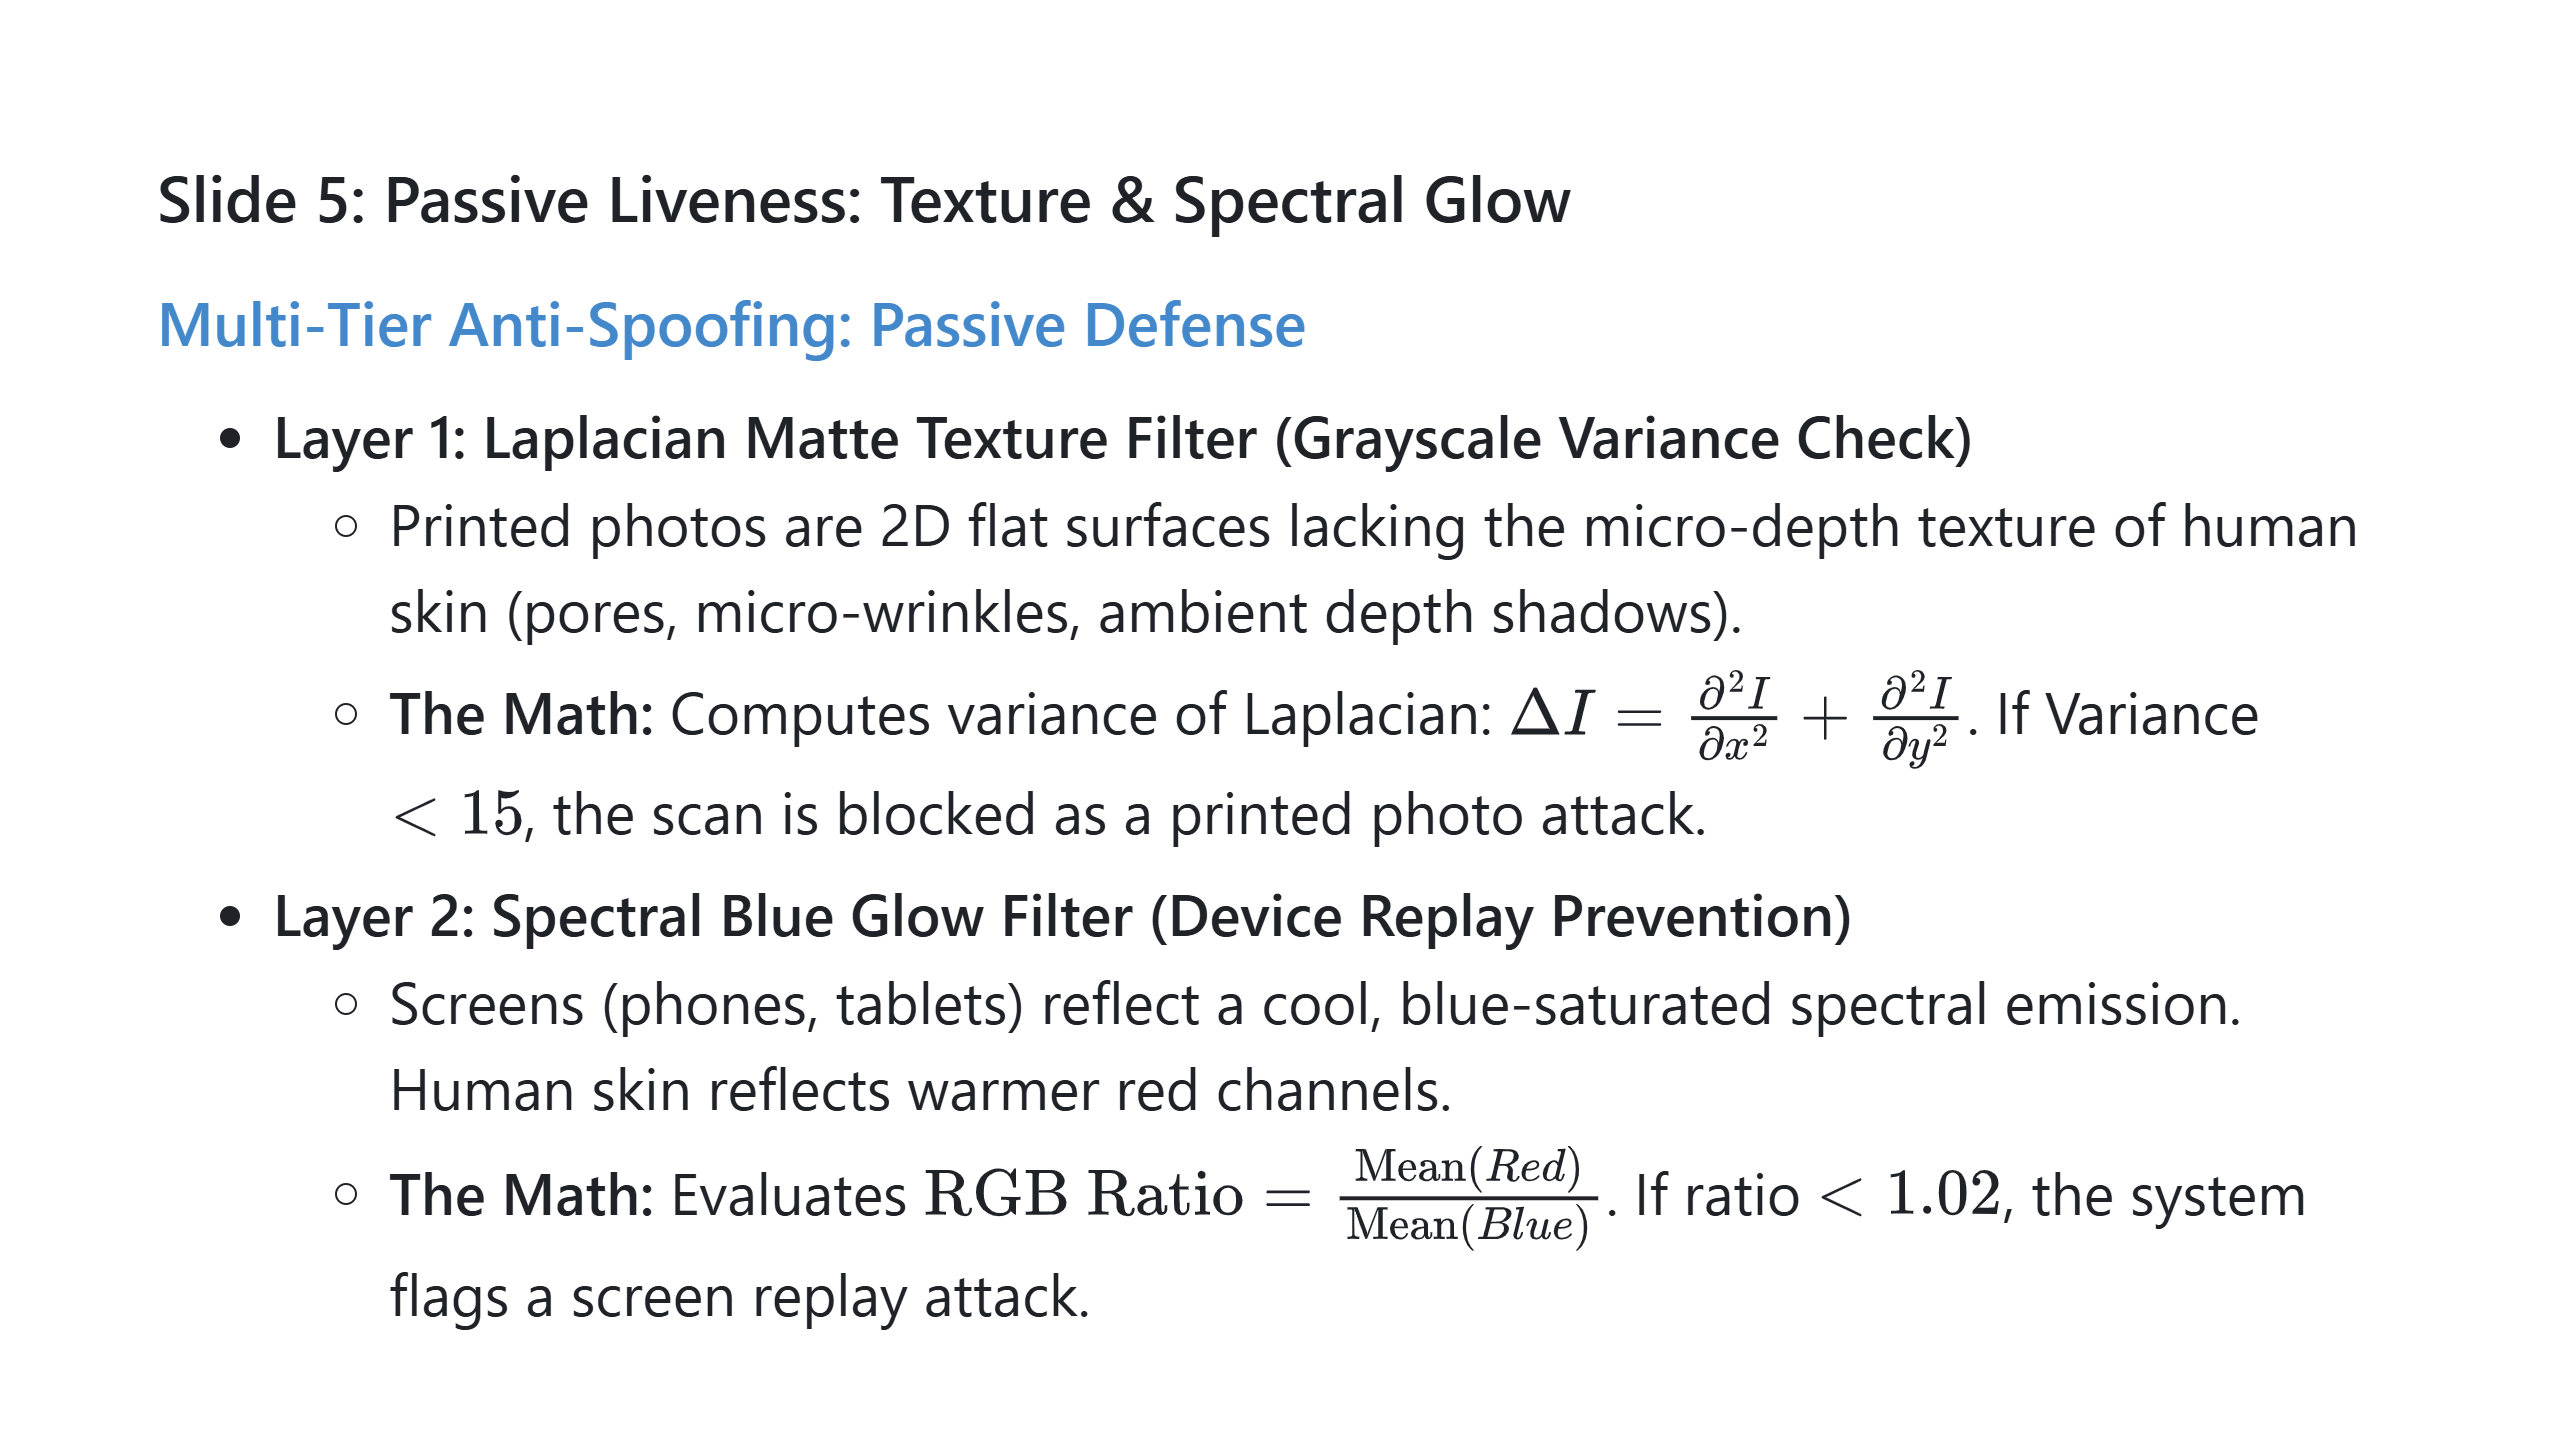 Slide 5: Passive Liveness: Texture & Spectral Glow
Multi-Tier Anti-Spoofing: Passive Defense
• Layer 1: Laplacian Matte Texture Filter (Grayscale Variance Check)
○ Printed photos are 2D flat surfaces lacking the micro-depth texture of human
skin (pores, micro-wrinkles, ambient depth shadows).
○ The Math: Computes variance of Laplacian: ΔI = ∂²I/∂x² + ∂²I/∂y². If Variance
< 15, the scan is blocked as a printed photo attack.
• Layer 2: Spectral Blue Glow Filter (Device Replay Prevention)
○ Screens (phones, tablets) reflect a cool, blue-saturated spectral emission.
Human skin reflects warmer red channels.
○ The Math: Evaluates RGB Ratio = Mean(Red)/Mean(Blue). If ratio < 1.02, the system
flags a screen replay attack.